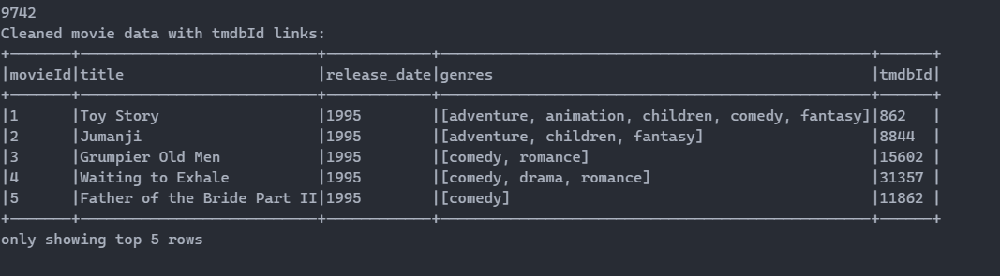 9742
Cleaned movie data with tmdbId links:
+-------+---------------------------+------------+-------------------------------------------------+------+
|movieId|title                      |release_date|genres                                           |tmdbId|
+-------+---------------------------+------------+-------------------------------------------------+------+
|1      |Toy Story                  |1995        |[adventure, animation, children, comedy, fantasy]|862   |
|2      |Jumanji                    |1995        |[adventure, children, fantasy]                   |8844  |
|3      |Grumpier Old Men           |1995        |[comedy, romance]                                |15602 |
|4      |Waiting to Exhale          |1995        |[comedy, drama, romance]                         |31357 |
|5      |Father of the Bride Part II|1995        |[comedy]                                         |11862 |
+-------+---------------------------+------------+-------------------------------------------------+------+
only showing top 5 rows